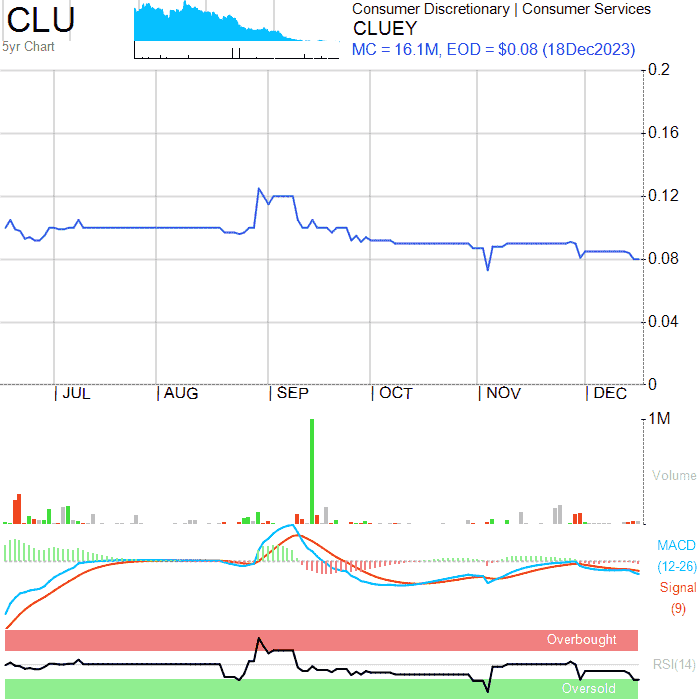 CLU
5yr Chart
Consumer Discretionary | Consumer Services
CLUEY
MC = 16.1M, EOD = $0.08 (18Dec2023)
0.2
0.16
0.12
0.08
0.04
0
| JUL | AUG | SEP | OCT | NOV | DEC
1M
Volume
MACD
(12-26)
Signal
(9)
Overbought
RSI(14)
Oversold